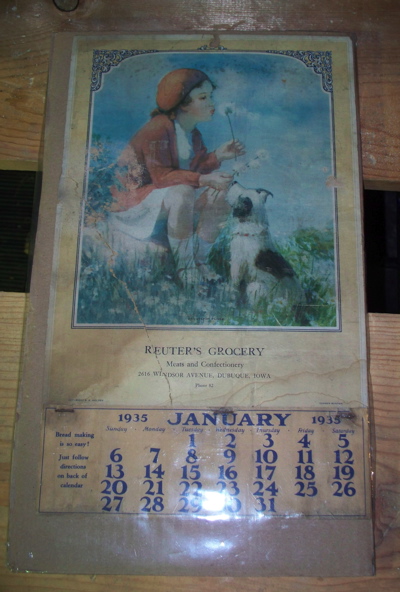 REUTER'S GROCERY
Meats and Confectionery
2616 WINDSOR AVENUE, DUBUQUE, IOWA
1935 JANUARY 1935
Sunday Monday Tuesday Wednesday Thursday Friday Saturday
Bread making
is so easy!
Just follow
directions
on back of
calendar
1 2 3 4 5
6 7 8 9 10 11 12
13 14 15 16 17 18 19
20 21 22 23 24 25 26
27 28 29 30 31